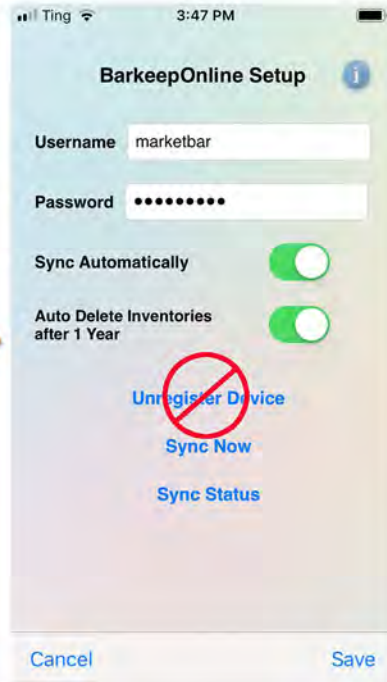 Ting 3:47 PM
BarkeepOnline Setup i
Username marketbar
Password •••••••••
Sync Automatically
Auto Delete Inventories
after 1 Year
Unregister Device
Sync Now
Sync Status
Cancel Save